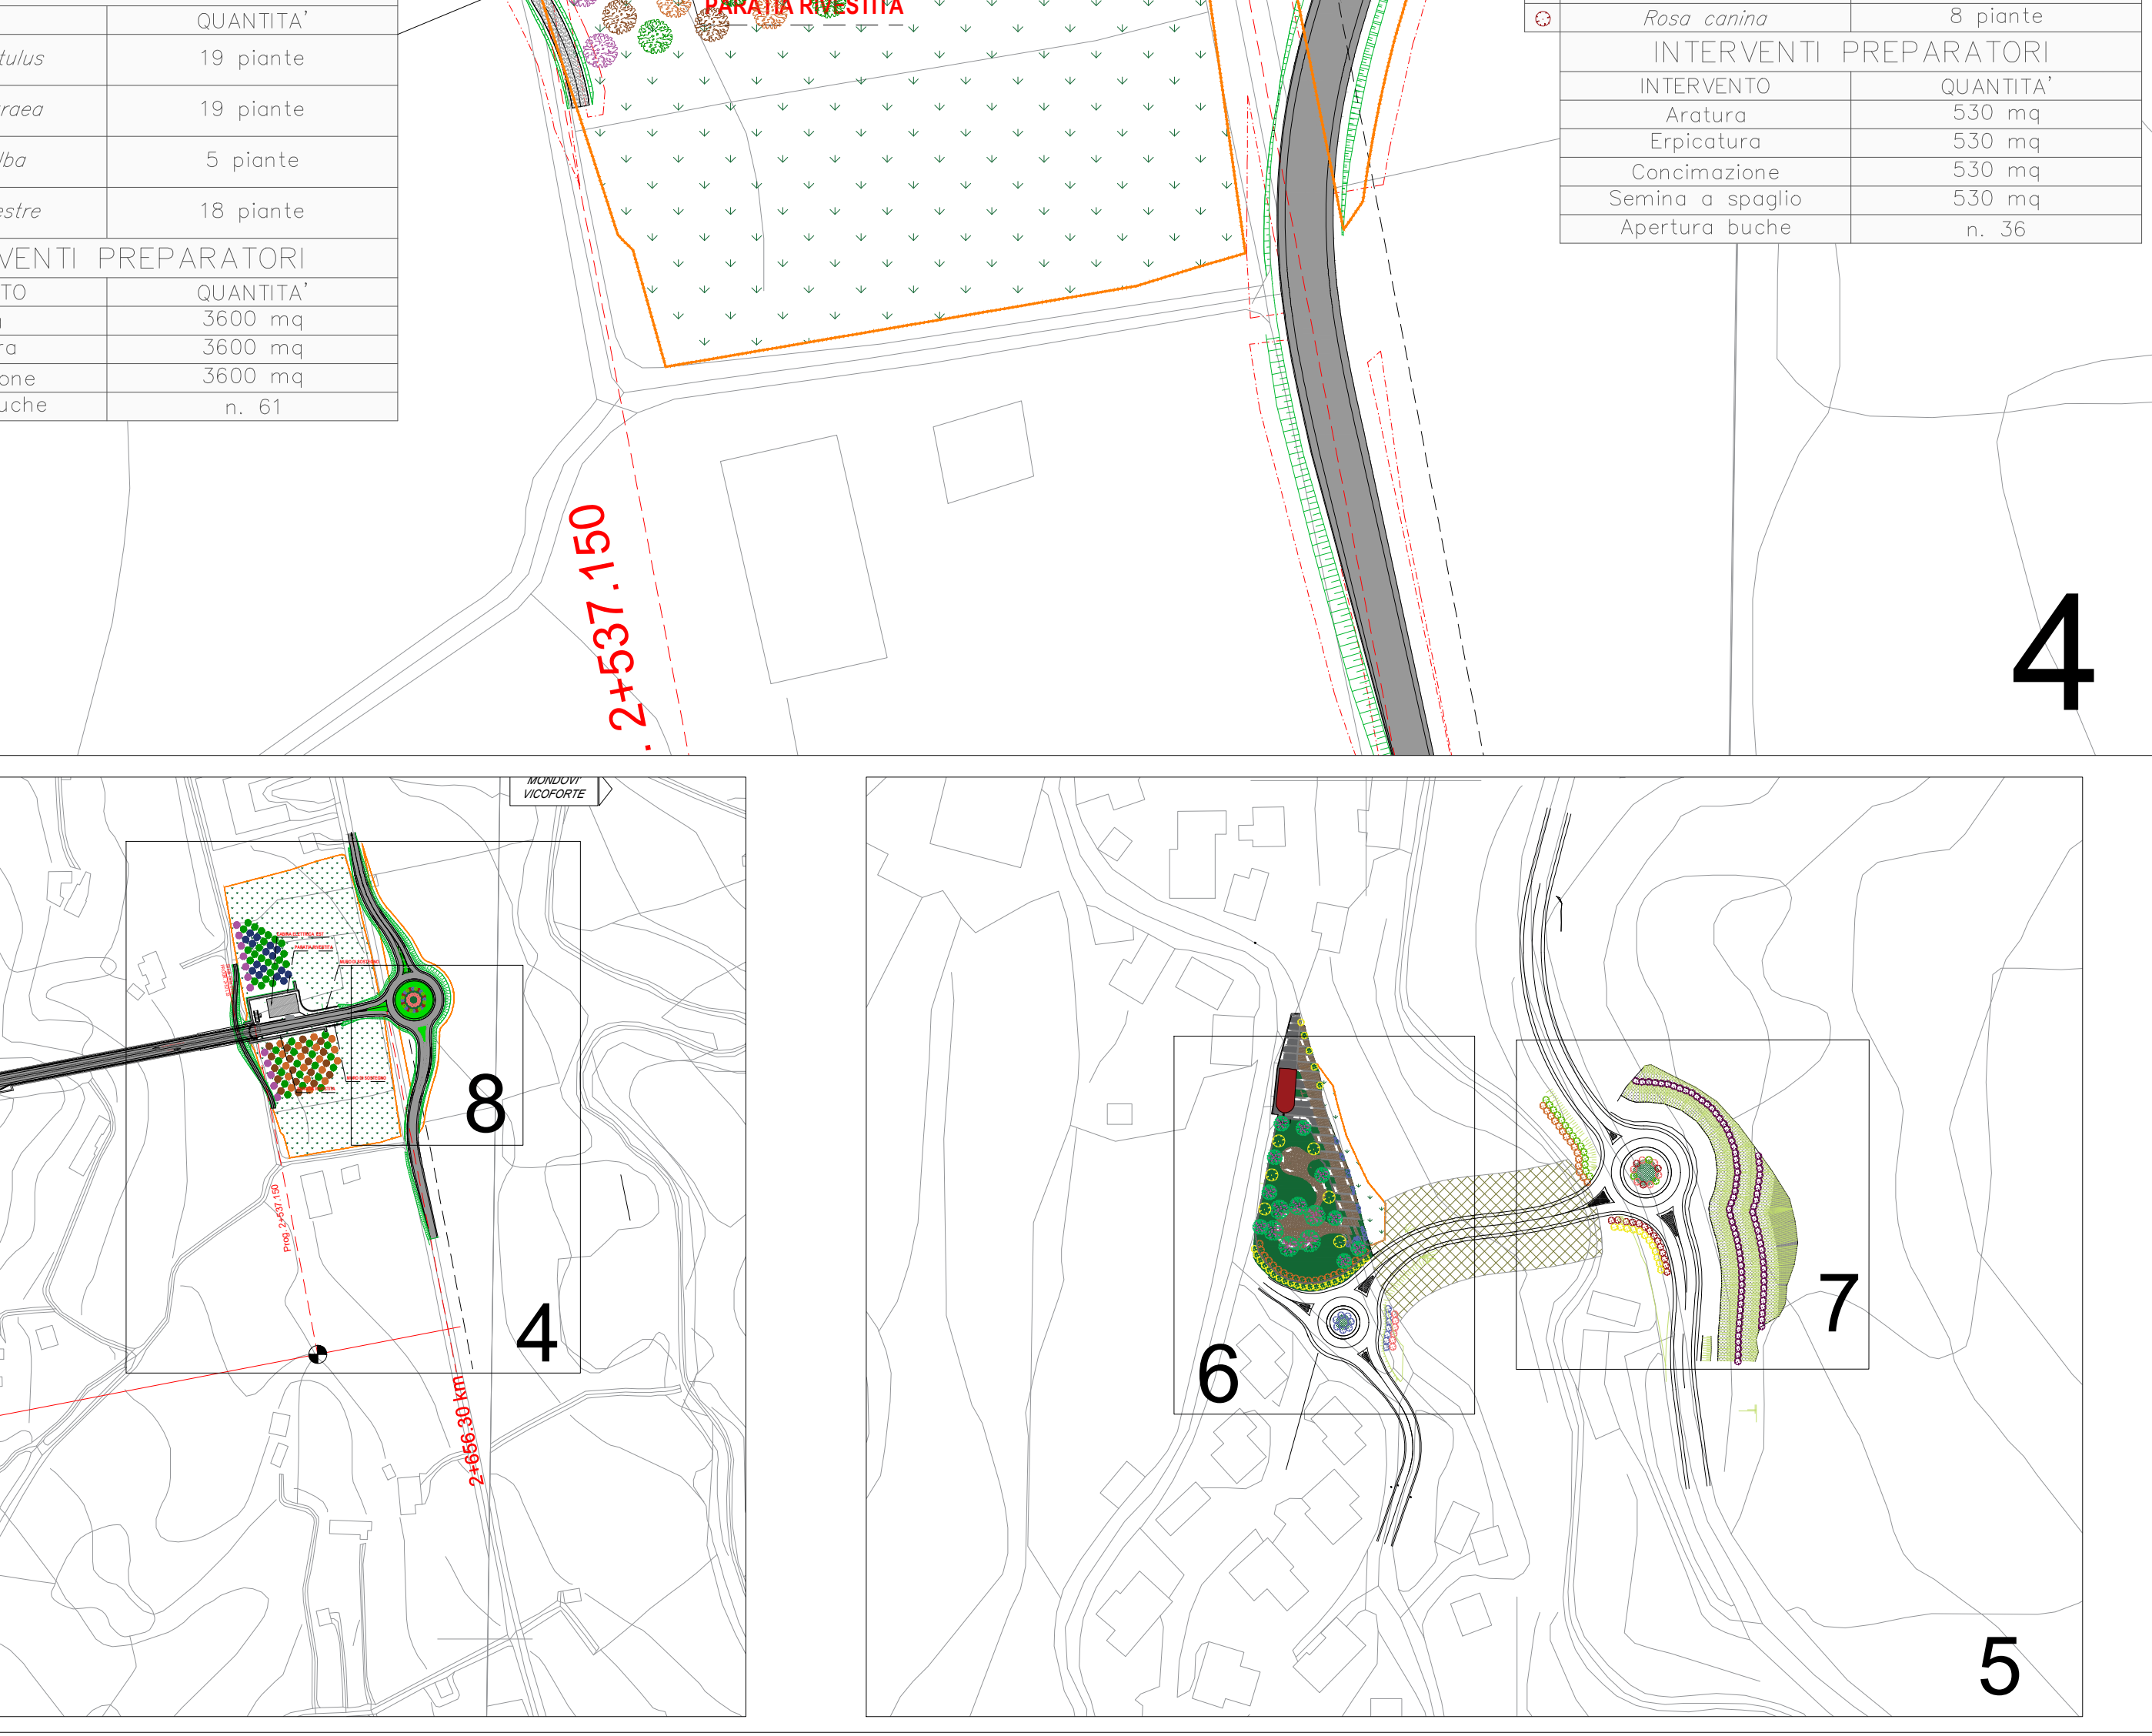 QUANTITA'
tulus 19 piante
raea 19 piante
lba 5 piante
estre 18 piante
VENTI PREPARATORI
TO QUANTITA'
3600 mq
ra 3600 mq
one 3600 mq
uche n. 61
PARATIA RIVESTITA
Rosa canina 8 piante
INTERVENTI PREPARATORI
INTERVENTO QUANTITA'
Aratura 530 mq
Erpicatura 530 mq
Concimazione 530 mq
Semina a spaglio 530 mq
Apertura buche n. 36
. 2+537.150
4
MONDOVI'
VICOFORTE
PARATIA RIVESTITA
8
4
Prog. 2+537.150
2+656.30 km
6
7
5